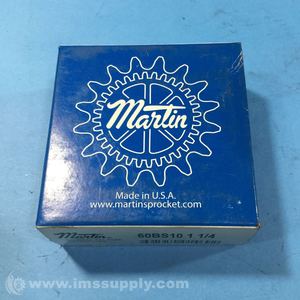 Martin
Made in U.S.A.
www.martinsprocket.com
Martin
60BS10 1 1/4
© www.imssupply.com